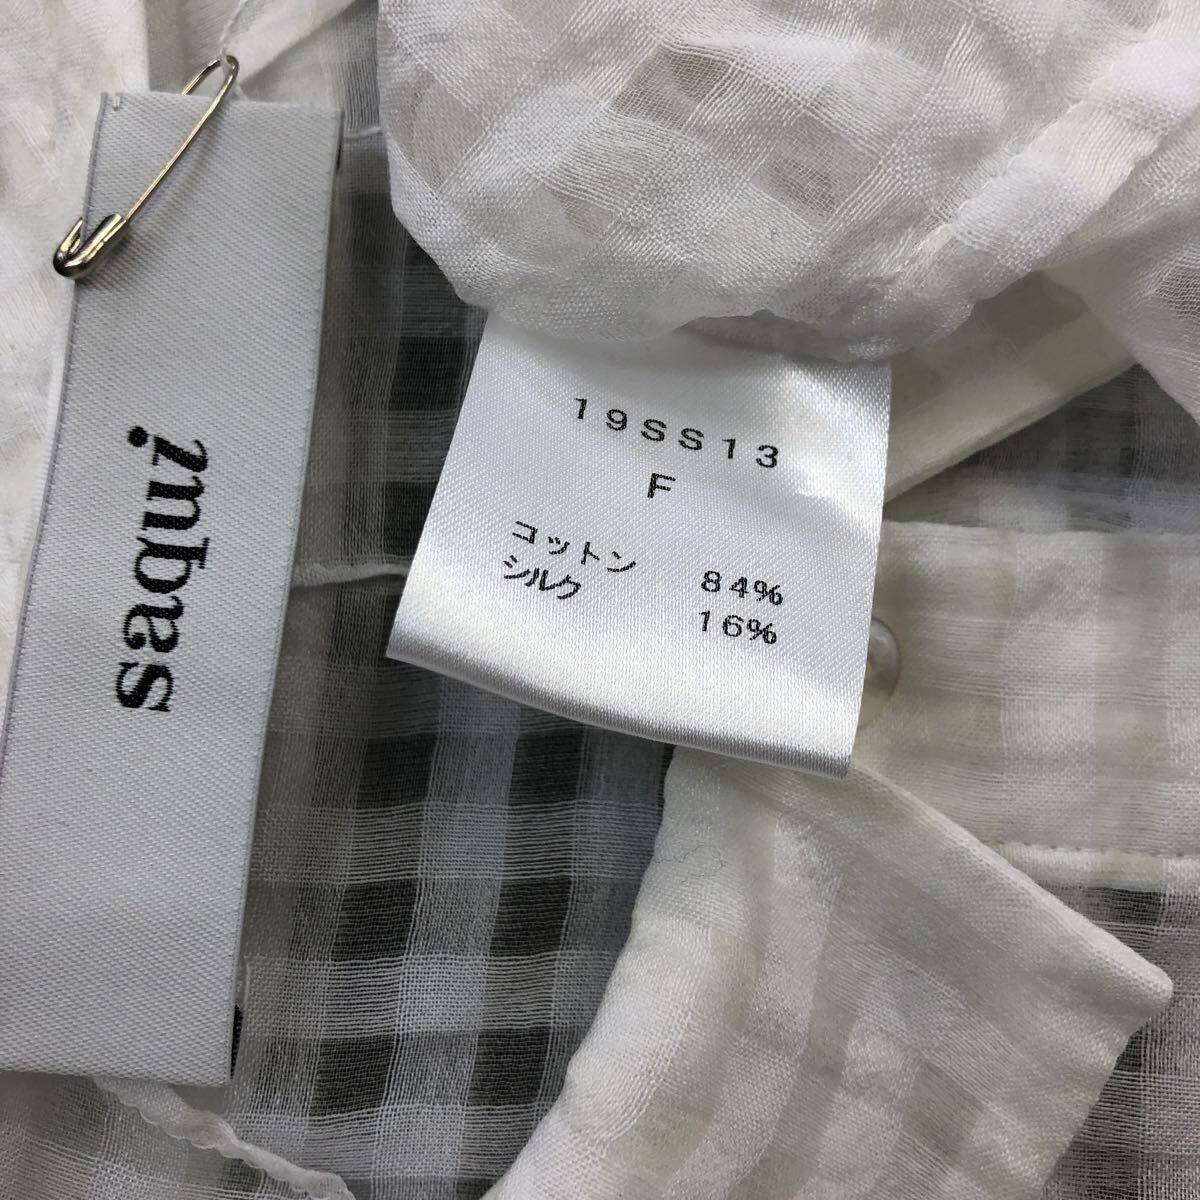 saqui
19SS13
F
コットン 84%
シルク 16%